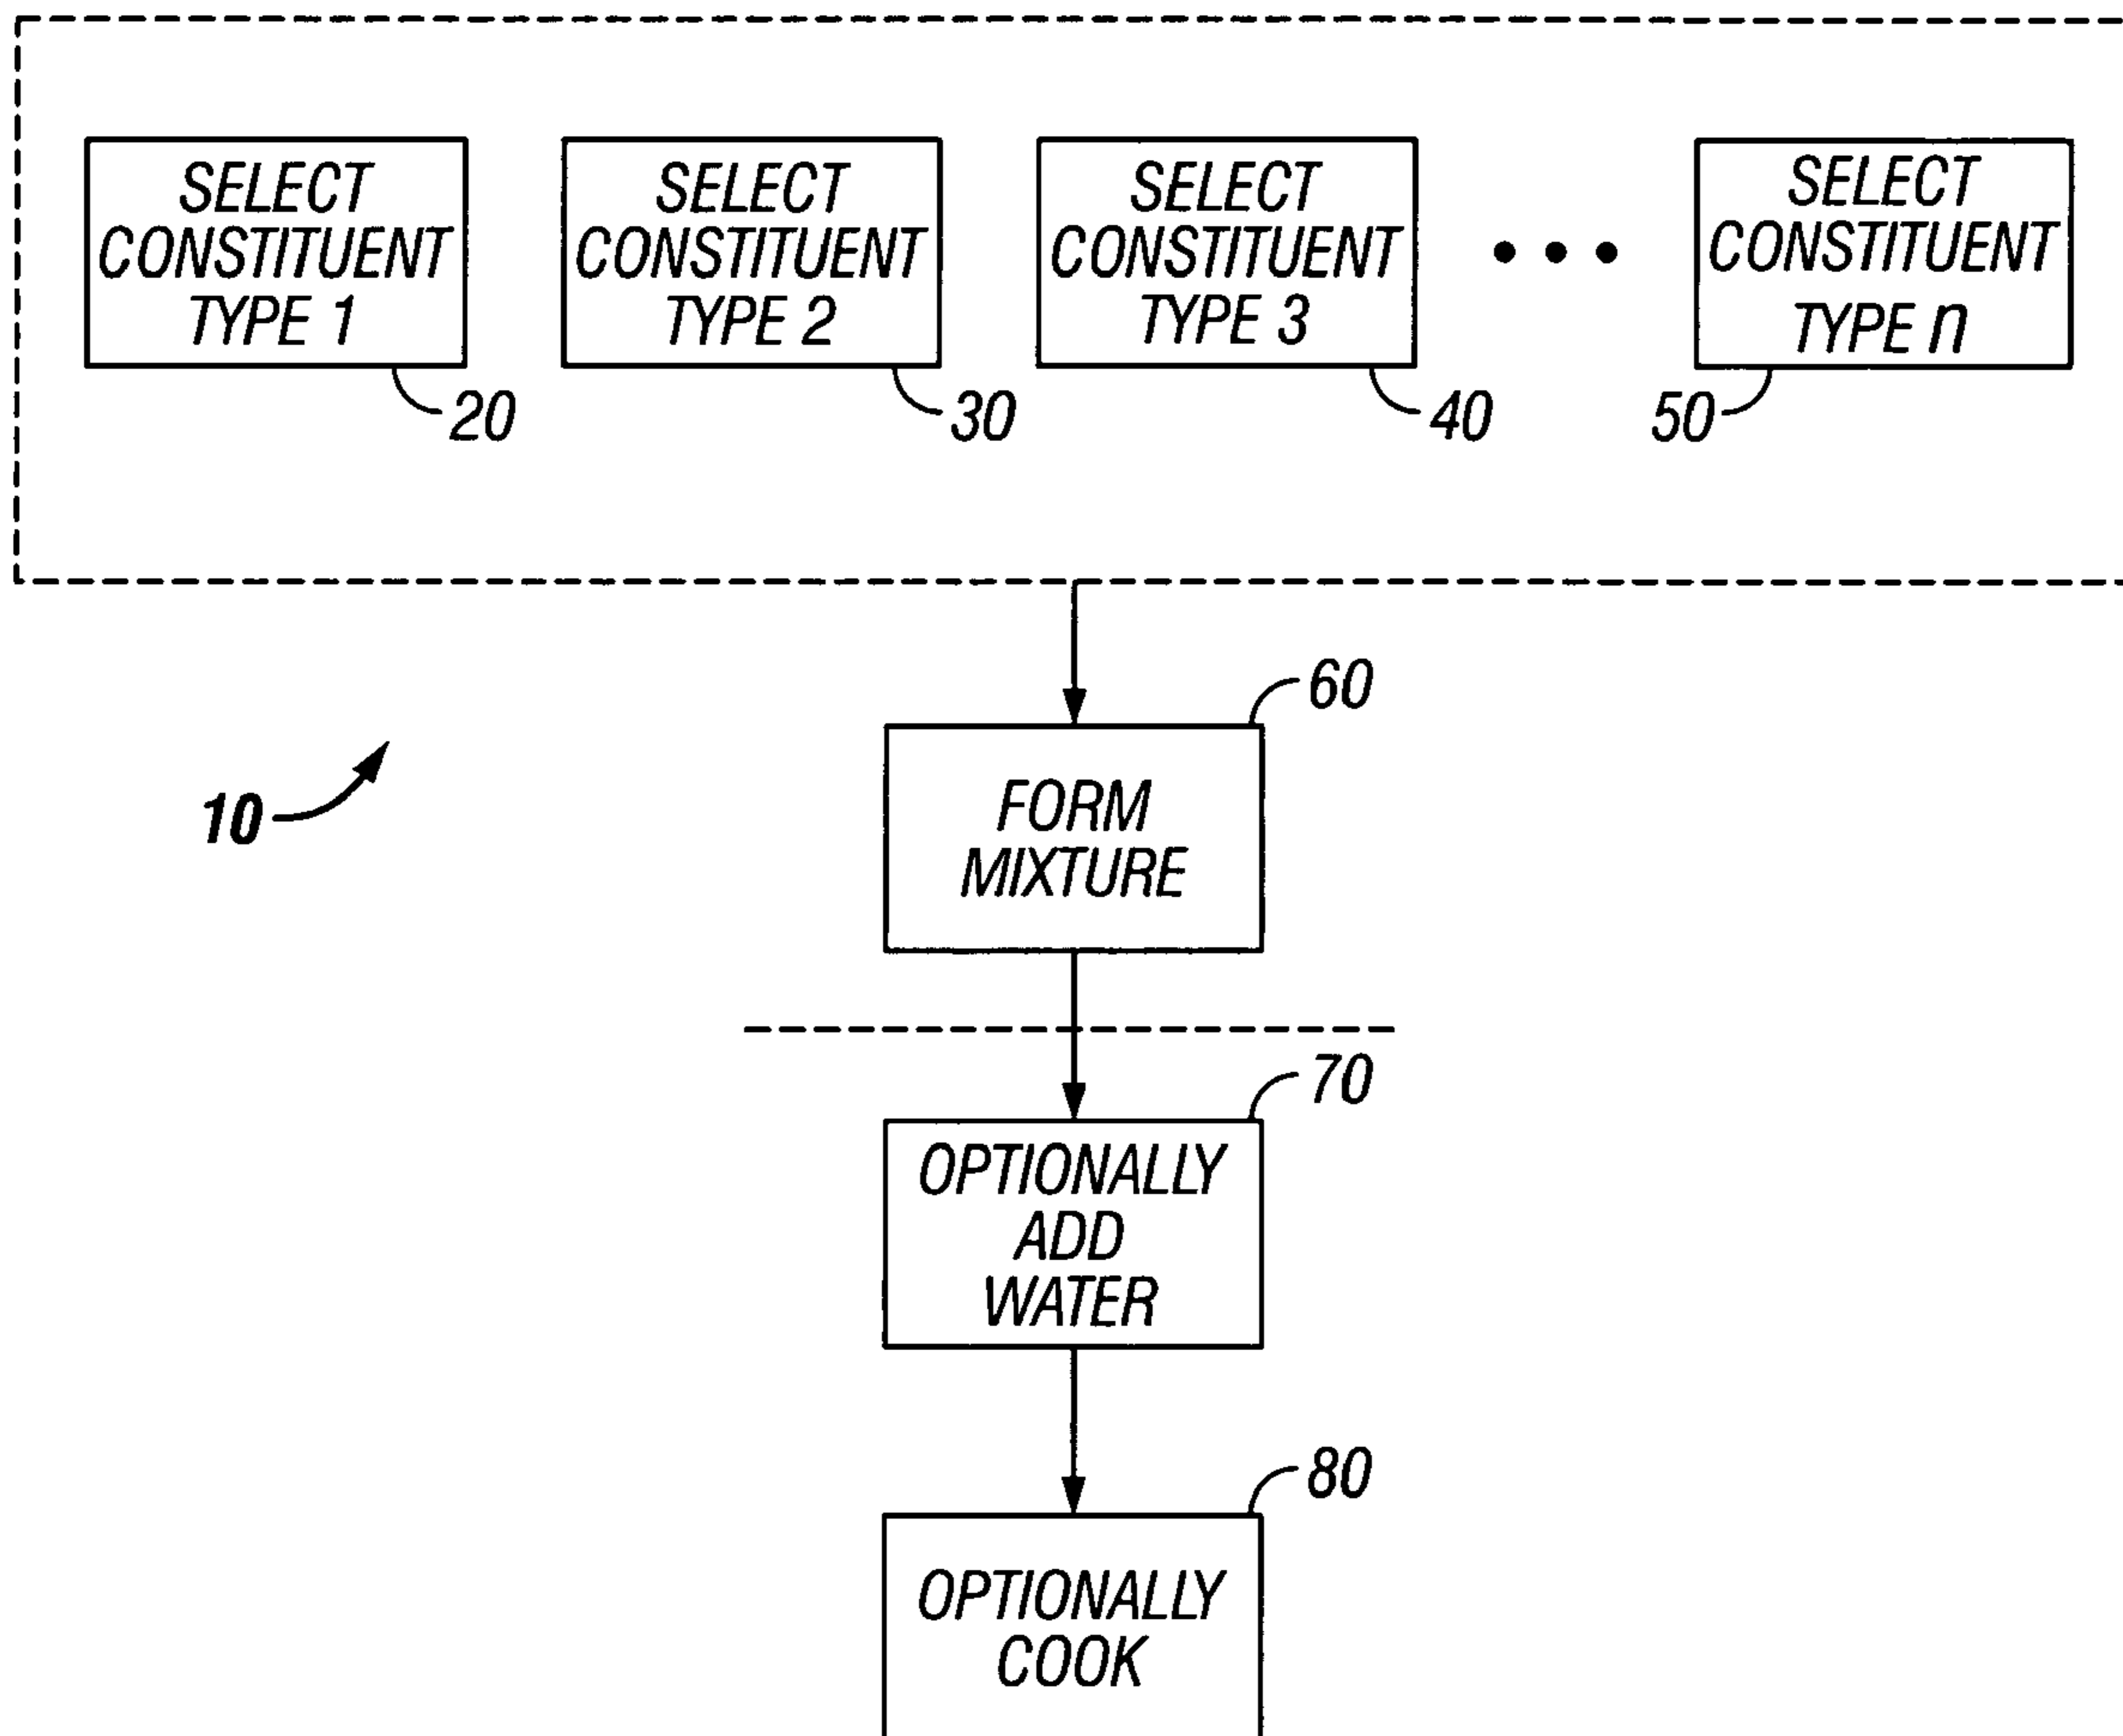 SELECT
CONSTITUENT
TYPE 1
20
SELECT
CONSTITUENT
TYPE 2
30
SELECT
CONSTITUENT
TYPE 3
40
• • •
SELECT
CONSTITUENT
TYPE n
50
10
60
FORM
MIXTURE
70
OPTIONALLY
ADD
WATER
80
OPTIONALLY
COOK